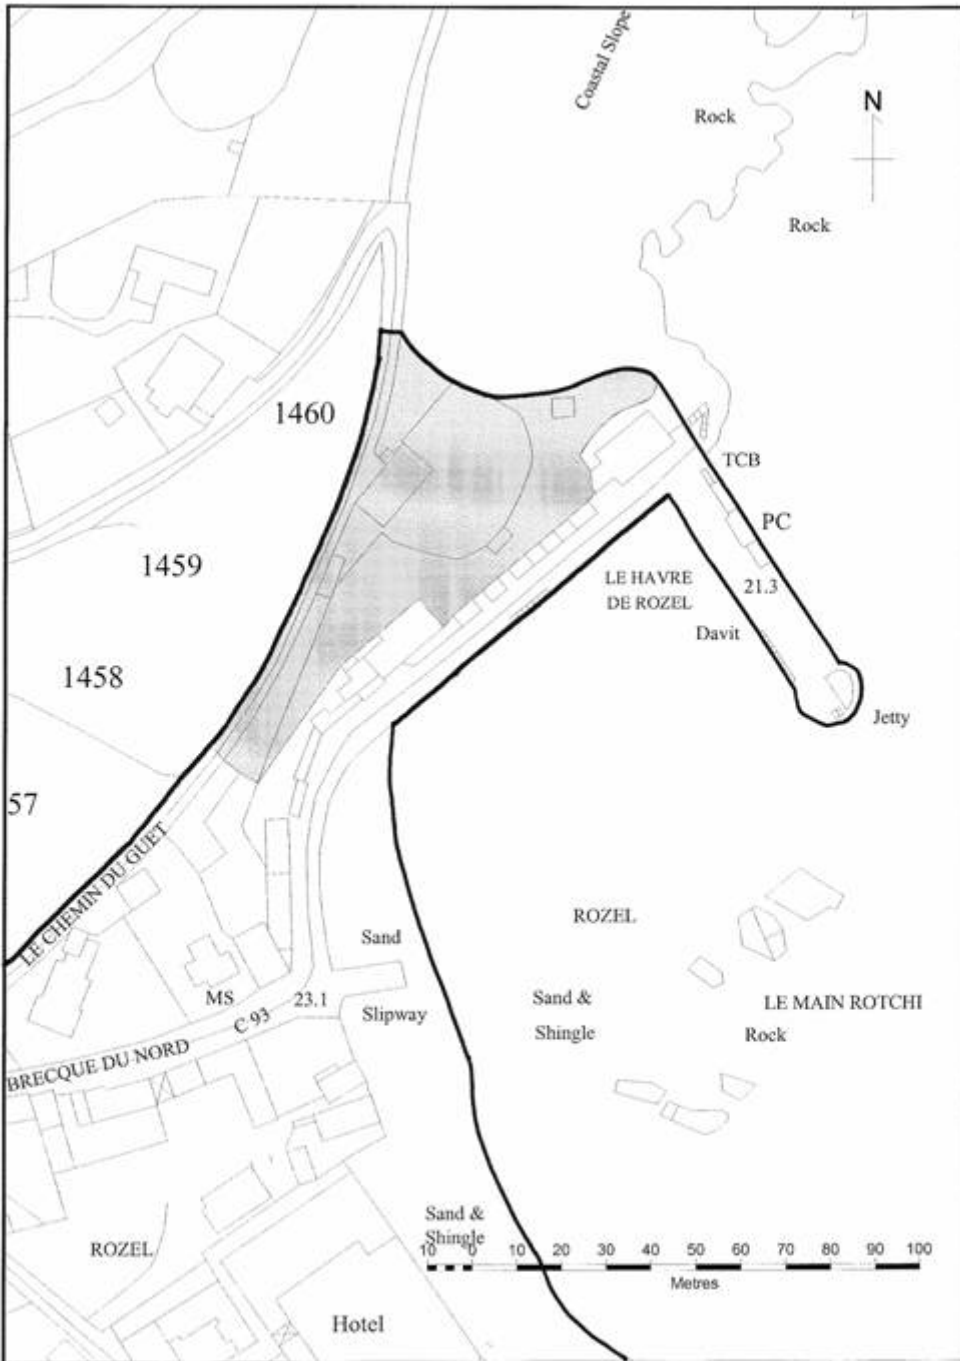 Coastal Slope
Rock
N
Rock
1460
TCB
PC
1459
LE HAVRE
DE ROZEL
21.3
Davit
1458
Jetty
57
LE CHEMIN DU GUET
ROZEL
Sand
MS
23.1
Sand &
Shingle
LE MAIN ROTCHI
Rock
Slipway
C 93
BRECQUE DU NORD
Sand &
Shingle
ROZEL
10 0 10 20 30 40 50 60 70 80 90 100
Metres
Hotel